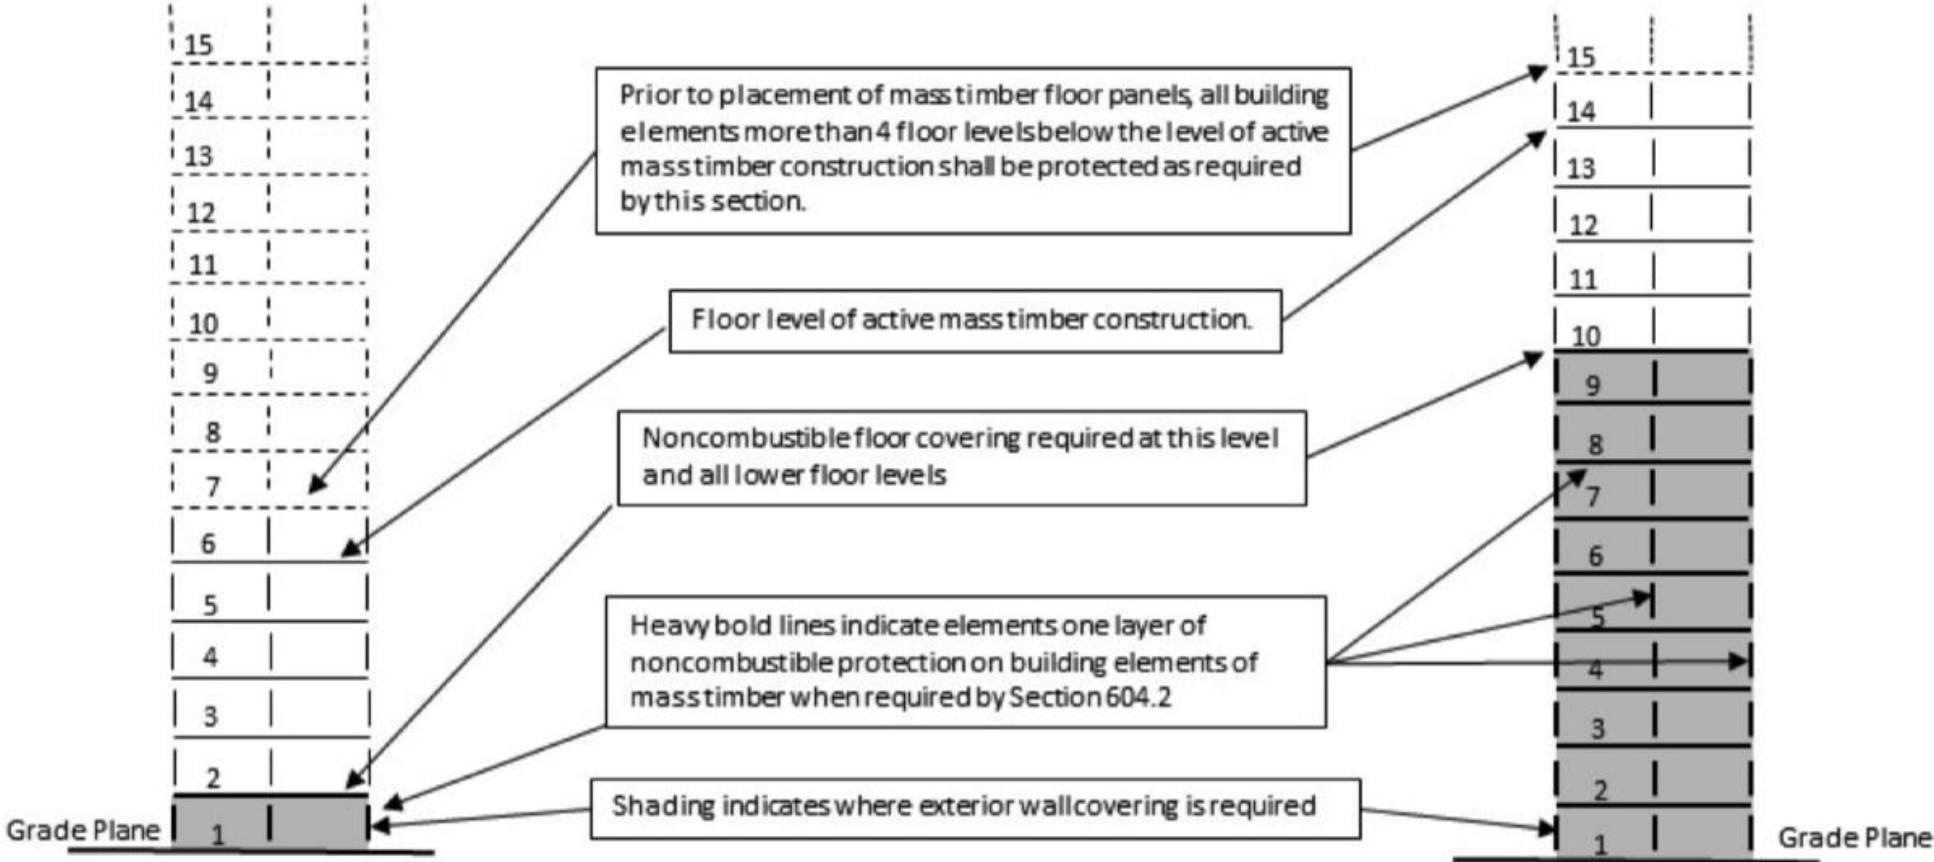 15
14
13
12
11
10
9
8
7
6
5
4
3
2
1
Grade Plane
Prior to placement of mass timber floor panels, all building
elements more than 4 floor levels below the level of active
mass timber construction shall be protected as required
by this section.
Floor level of active mass timber construction.
Noncombustible floor covering required at this level
and all lower floor levels
Heavy bold lines indicate elements one layer of
noncombustible protection on building elements of
mass timber when required by Section 604.2
Shading indicates where exterior wall covering is required
15
14
13
12
11
10
9
8
7
6
5
4
3
2
1
Grade Plane